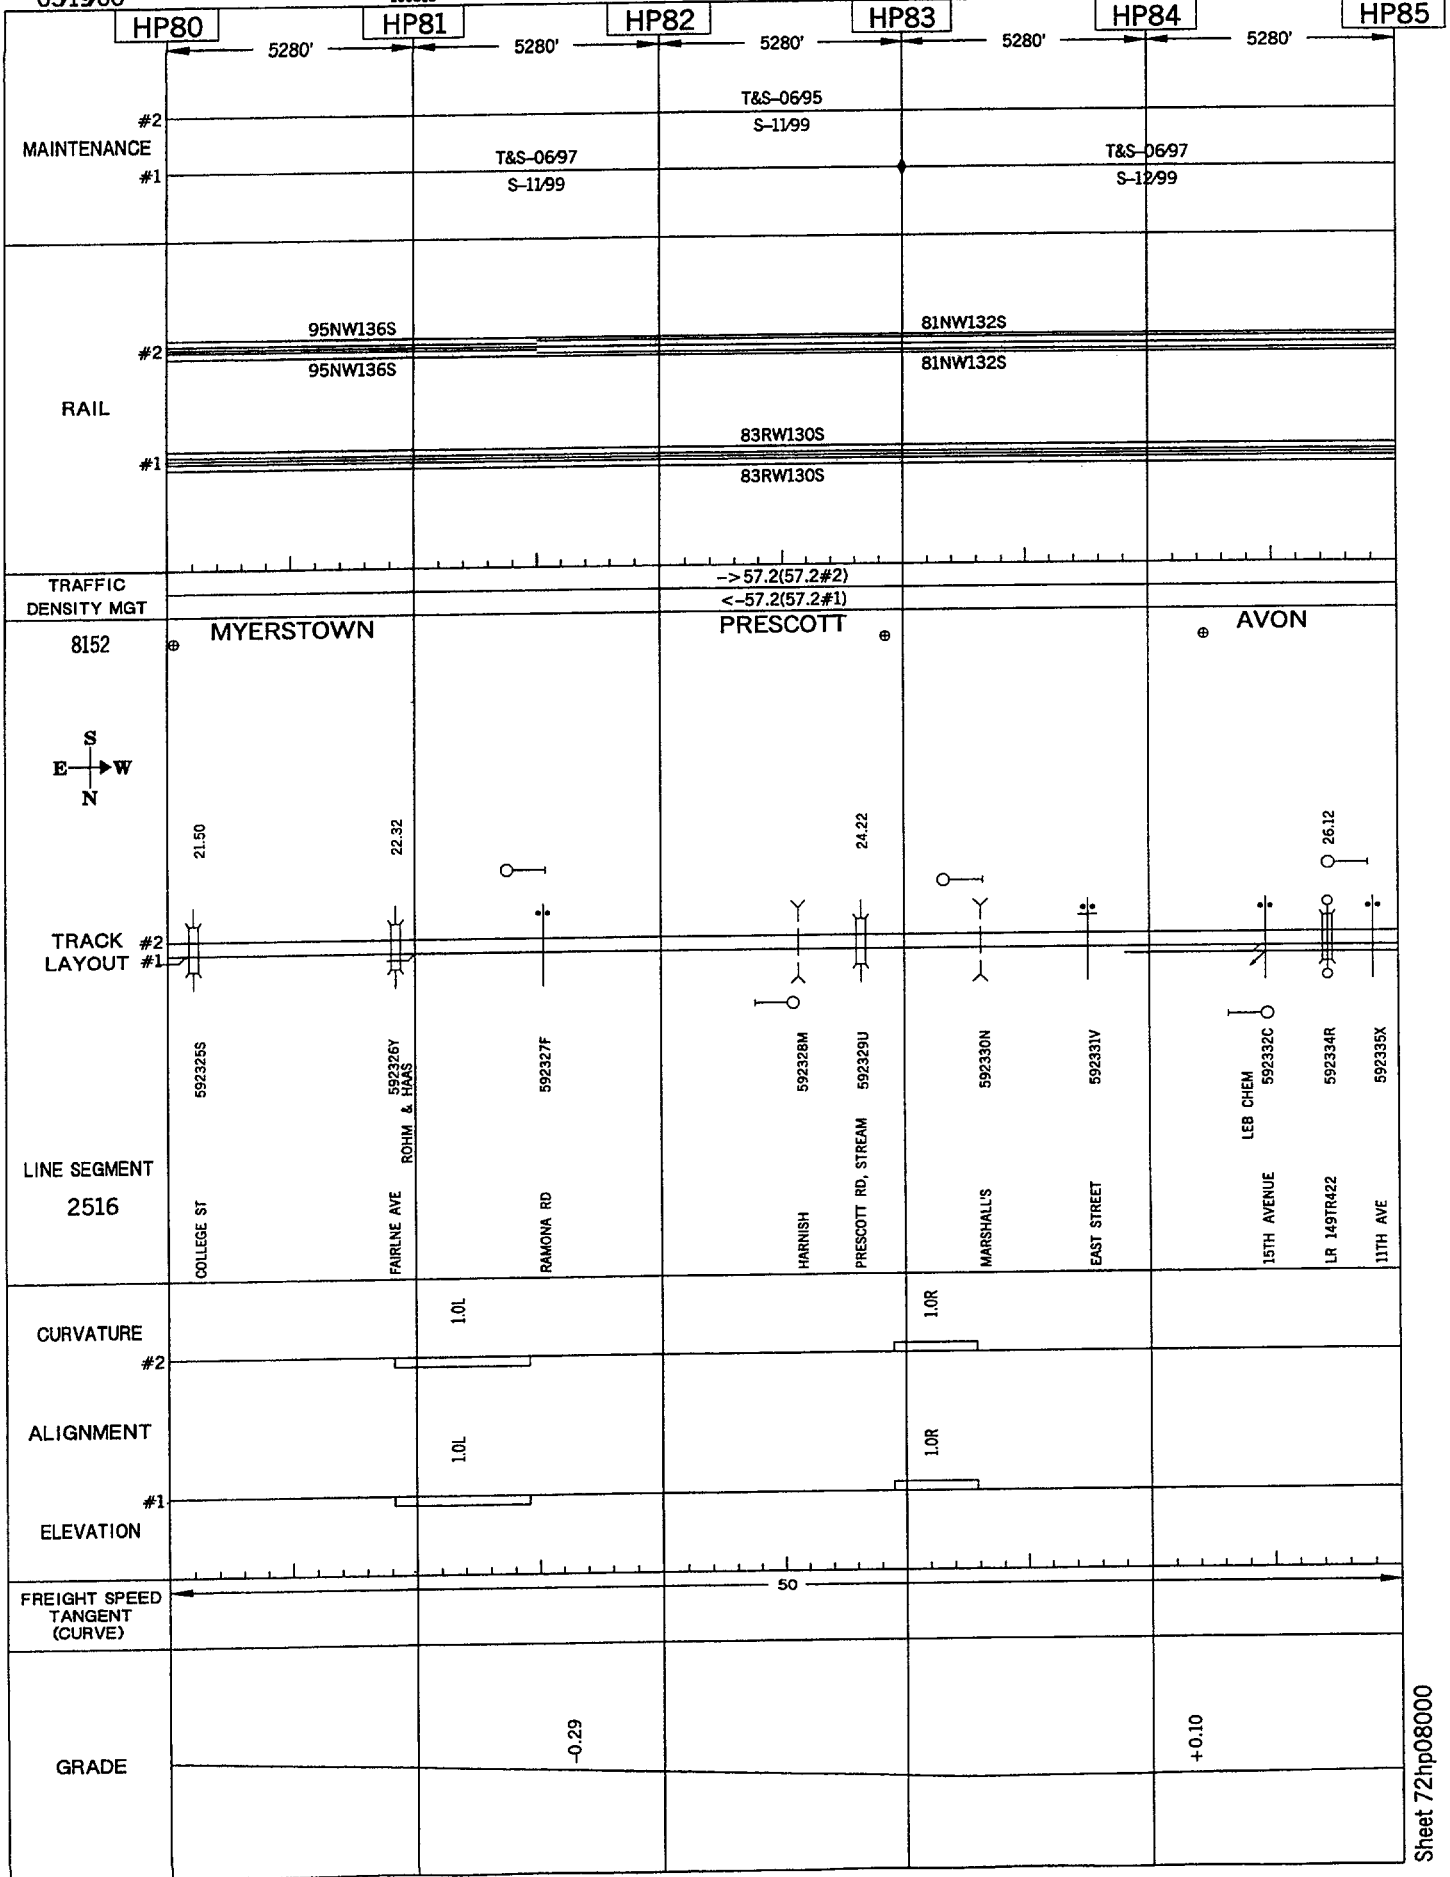 HP80 HP81 HP82 HP83 HP84 HP85
5280' 5280' 5280' 5280' 5280'
MAINTENANCE
#2
T&S-06/95
S-11/99
#1
T&S-06/97
S-11/99
T&S-06/97
S-12/99
RAIL
#2
95NW136S
95NW136S
81NW132S
81NW132S
#1
83RW130S
83RW130S
TRAFFIC
DENSITY MGT
->57.2(57.2#2)
<-57.2(57.2#1)
8152
MYERSTOWN
PRESCOTT
AVON
S
E W
N
21.50
22.32
24.22
26.12
TRACK #2
LAYOUT #1
592325S
592326Y
ROHM & HAAS
592327F
592328M
592329U
592330N
592331V
LEB CHEM
592332C
592334R
592335X
LINE SEGMENT
2516
COLLEGE ST
FAIRLNE AVE
RAMONA RD
HARNISH
PRESCOTT RD, STREAM
MARSHALL'S
EAST STREET
15TH AVENUE
LR 149TR422
11TH AVE
CURVATURE
#2
1.0L
1.0R
ALIGNMENT
1.0L
1.0R
#1
ELEVATION
FREIGHT SPEED
TANGENT
(CURVE)
50
GRADE
-0.29
+0.10
Sheet 72hp08000